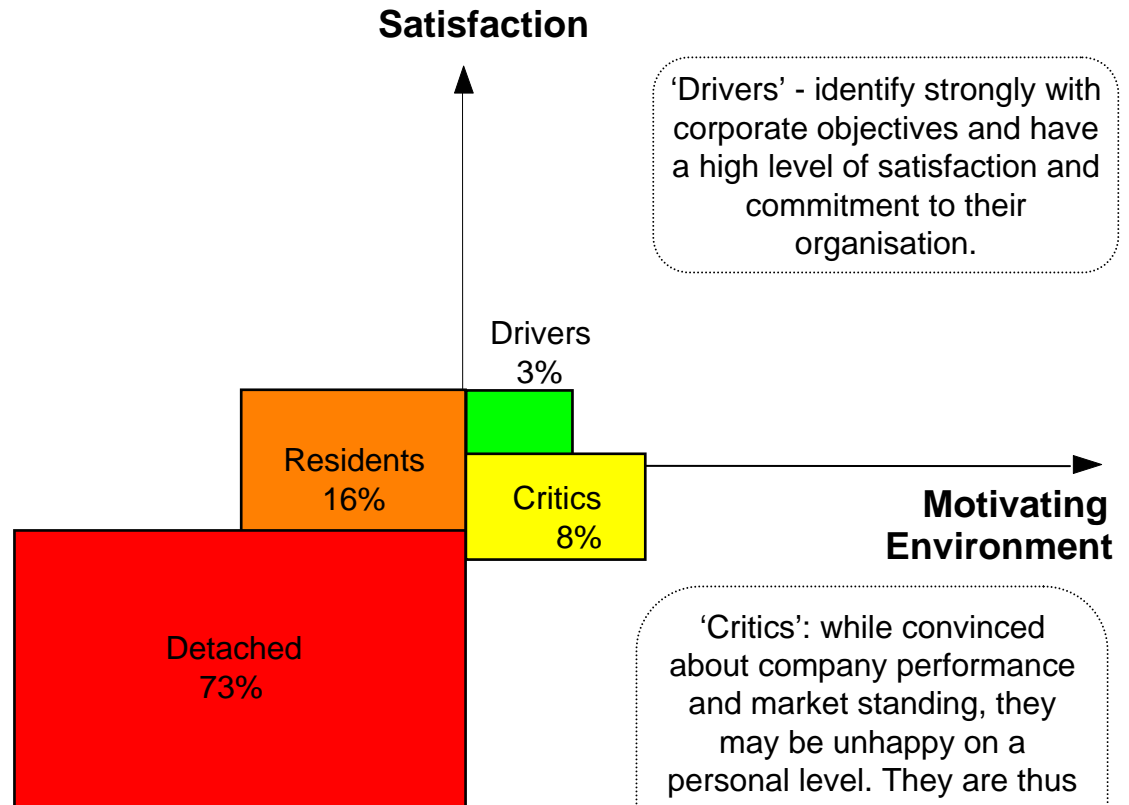 Satisfaction
‘Drivers’ - identify strongly with
corporate objectives and have
a high level of satisfaction and
commitment to their
organisation.
Drivers
3%
Residents
16%
Critics
8%
Motivating
Environment
Detached
73%
‘Critics’: while convinced
about company performance
and market standing, they
may be unhappy on a
personal level. They are thus